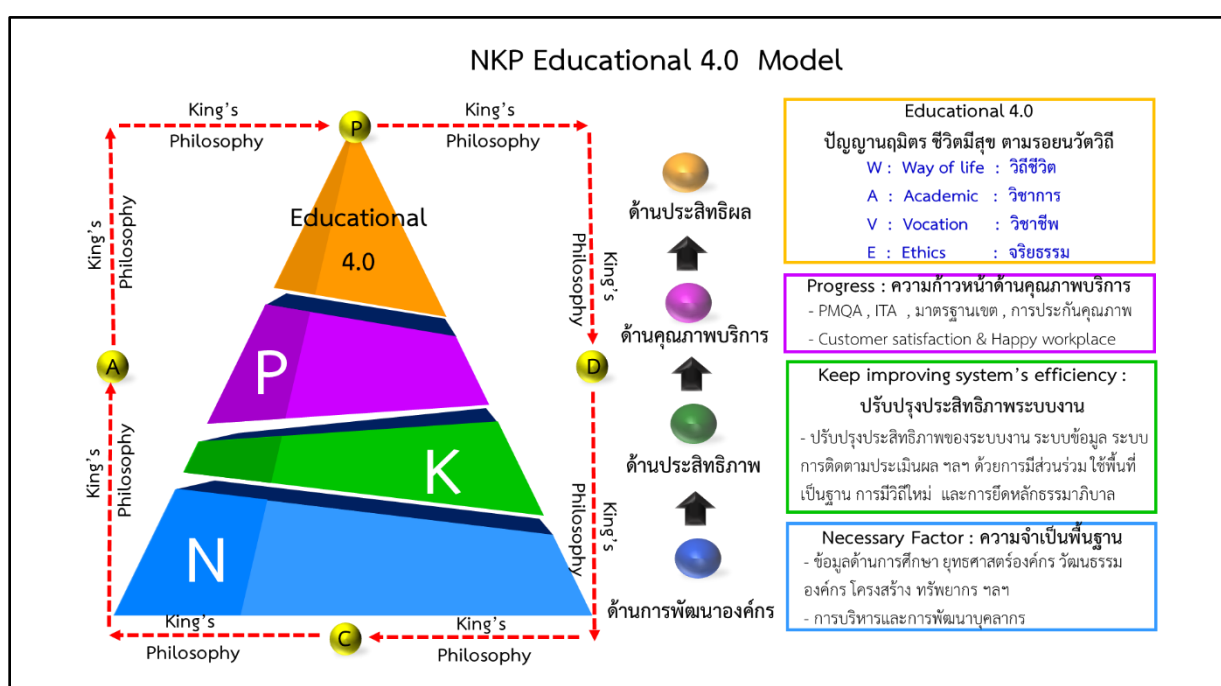 NKP Educational 4.0 Model
King's
Philosophy
P
King's
Philosophy
King's
Philosophy
A
King's
Philosophy
King's
Philosophy
D
King's
Philosophy
King's
Philosophy
C
King's
Philosophy
Educational
4.0
P
K
N
ด้านประสิทธิผล
ด้านคุณภาพบริการ
ด้านประสิทธิภาพ
ด้านการพัฒนาองค์กร
Educational 4.0
ปัญญานฤมิตร ชีวิตมีสุข ตามรอยนวัตวิถี
W : Way of life : วิถีชีวิต
A : Academic : วิชาการ
V : Vocation : วิชาชีพ
E : Ethics : จริยธรรม
Progress : ความก้าวหน้าด้านคุณภาพบริการ
- PMQA , ITA , มาตรฐานเขต , การประกันคุณภาพ
- Customer satisfaction & Happy workplace
Keep improving system's efficiency :
ปรับปรุงประสิทธิภาพระบบงาน
- ปรับปรุงประสิทธิภาพของระบบงาน ระบบข้อมูล ระบบ
การติดตามประเมินผล ฯลฯ ด้วยการมีส่วนร่วม ใช้พื้นที่
เป็นฐาน การมีวิถีใหม่ และการยึดหลักธรรมาภิบาล
Necessary Factor : ความจำเป็นพื้นฐาน
- ข้อมูลด้านการศึกษา ยุทธศาสตร์องค์กร วัฒนธรรม
องค์กร โครงสร้าง ทรัพยากร ฯลฯ
- การบริหารและการพัฒนาบุคลากร